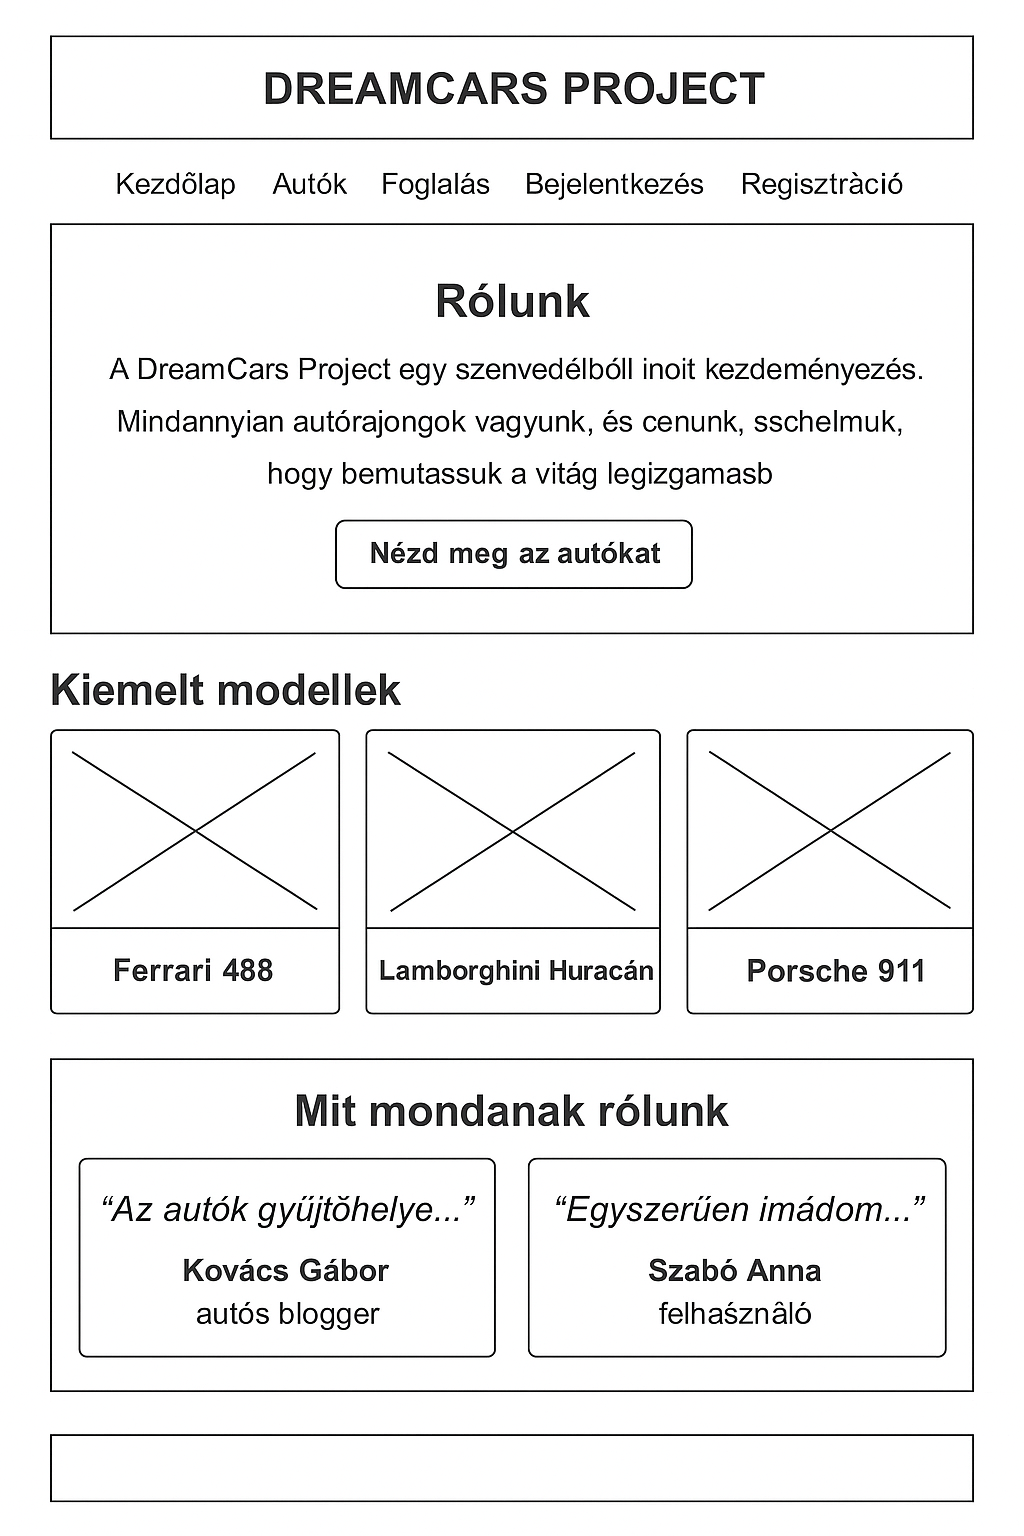 DREAMCARS PROJECT
Kezdõlap Autók Foglalás Bejelentkezés Regisztràció
Rólunk
A DreamCars Project egy szenvedélbóll inoit kezdeményezés.
Mindannyian autórajongok vagyunk, és cenunk, sschelmuk,
hogy bemutassuk a vitág legizgamasb
Nézd meg az autókat
Kiemelt modellek
Ferrari 488
Lamborghini Huracán
Porsche 911
Mit mondanak rólunk
“Az autók gyűjtŏhelye...”
Kovács Gábor
autós blogger
“Egyszerűen imádom...”
Szabó Anna
felhaśznâló